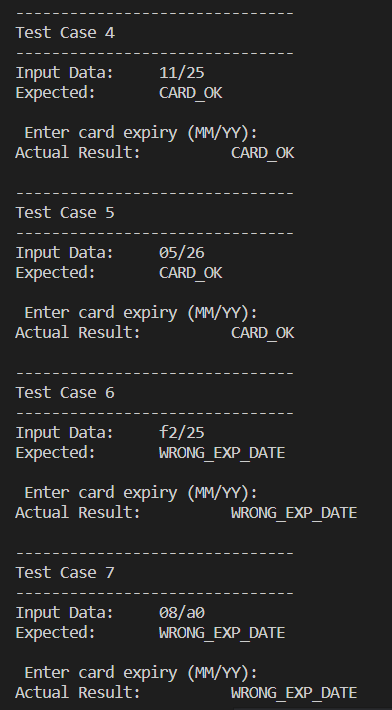 -------------------------------
Test Case 4
-------------------------------
Input Data:     11/25
Expected:       CARD_OK
 Enter card expiry (MM/YY):
Actual Result:          CARD_OK
-------------------------------
Test Case 5
-------------------------------
Input Data:     05/26
Expected:       CARD_OK
 Enter card expiry (MM/YY):
Actual Result:          CARD_OK
-------------------------------
Test Case 6
-------------------------------
Input Data:     f2/25
Expected:       WRONG_EXP_DATE
 Enter card expiry (MM/YY):
Actual Result:          WRONG_EXP_DATE
-------------------------------
Test Case 7
-------------------------------
Input Data:     08/a0
Expected:       WRONG_EXP_DATE
 Enter card expiry (MM/YY):
Actual Result:          WRONG_EXP_DATE